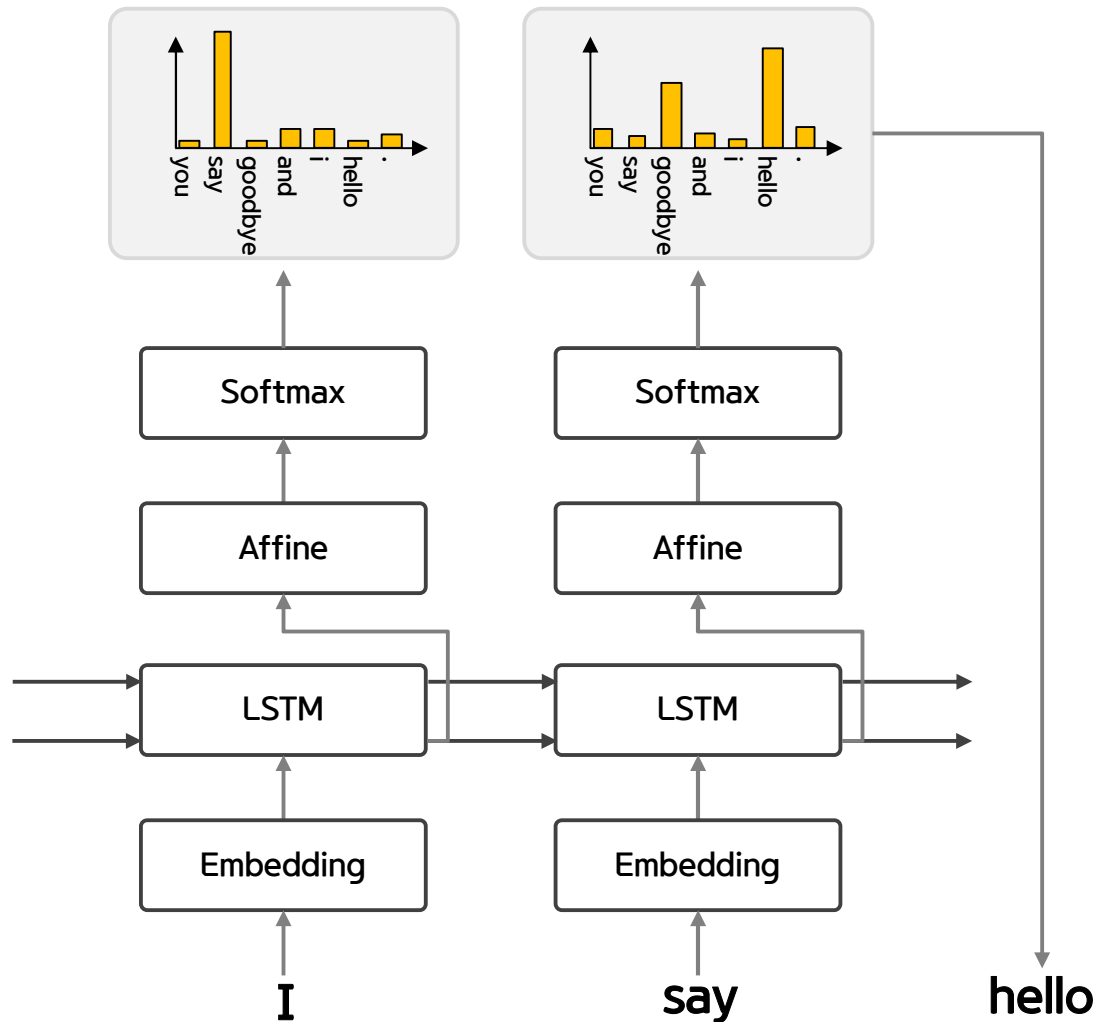 you say goodbye and i hello .
you say goodbye and i hello .
Softmax Softmax
Affine Affine
LSTM LSTM
Embedding Embedding
I say hello